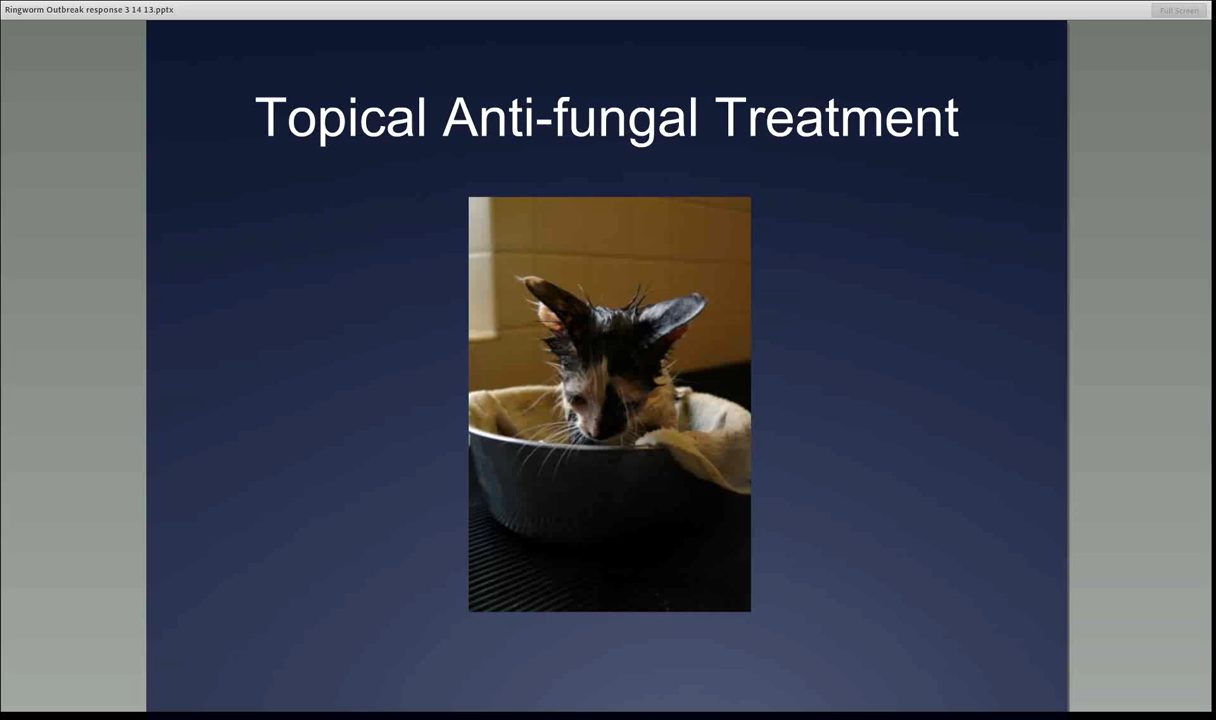 Ringworm Outbreak response 3 14 13.pptx
Full Screen
Topical Anti-fungal Treatment